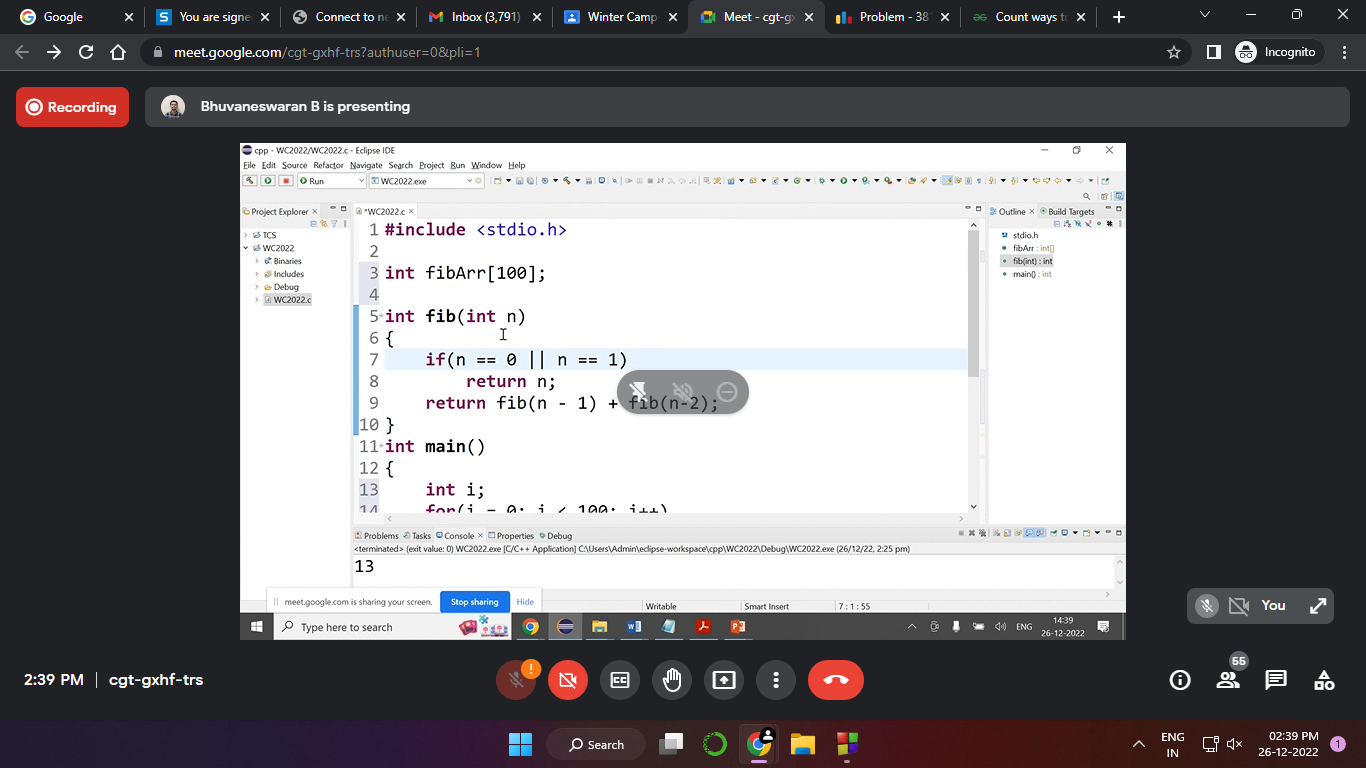 Google
You are signe
Connect to ne
Inbox (3,791)
Winter Camp
Meet - cgt-gx
Problem - 38
Count ways to
meet.google.com/cgt-gxhf-trs?authuser=0&pli=1
Incognito
Recording
Bhuvaneswaran B is presenting
cpp - WC2022/WC2022.c - Eclipse IDE
File Edit Source Refactor Navigate Search Project Run Window Help
Run
WC2022.exe
Project Explorer
*WC2022.c
Outline
Build Targets
TCS
WC2022
Binaries
Includes
Debug
WC2022.c
1 #include <stdio.h>
2
3 int fibArr[100];
4
5 int fib(int n)
6 {
7 if(n == 0 || n == 1)
8 return n;
9 return fib(n - 1) + fib(n-2);
10 }
11 int main()
12 {
13 int i;
14 for(i = 0; i < 100; i++)
stdio.h
fibArr : int[]
fib(int) : int
main() : int
Problems Tasks Console Properties Debug
<terminated> (exit value: 0) WC2022.exe [C/C++ Application] C:\Users\Admin\eclipse-workspace\cpp\WC2022\Debug\WC2022.exe (26/12/22, 2:25 pm)
13
meet.google.com is sharing your screen.
Stop sharing
Hide
Writable
Smart Insert
7 : 1 : 55
Type here to search
ENG
14:39
26-12-2022
You
2:39 PM | cgt-gxhf-trs
55
Search
ENG
IN
02:39 PM
26-12-2022
1